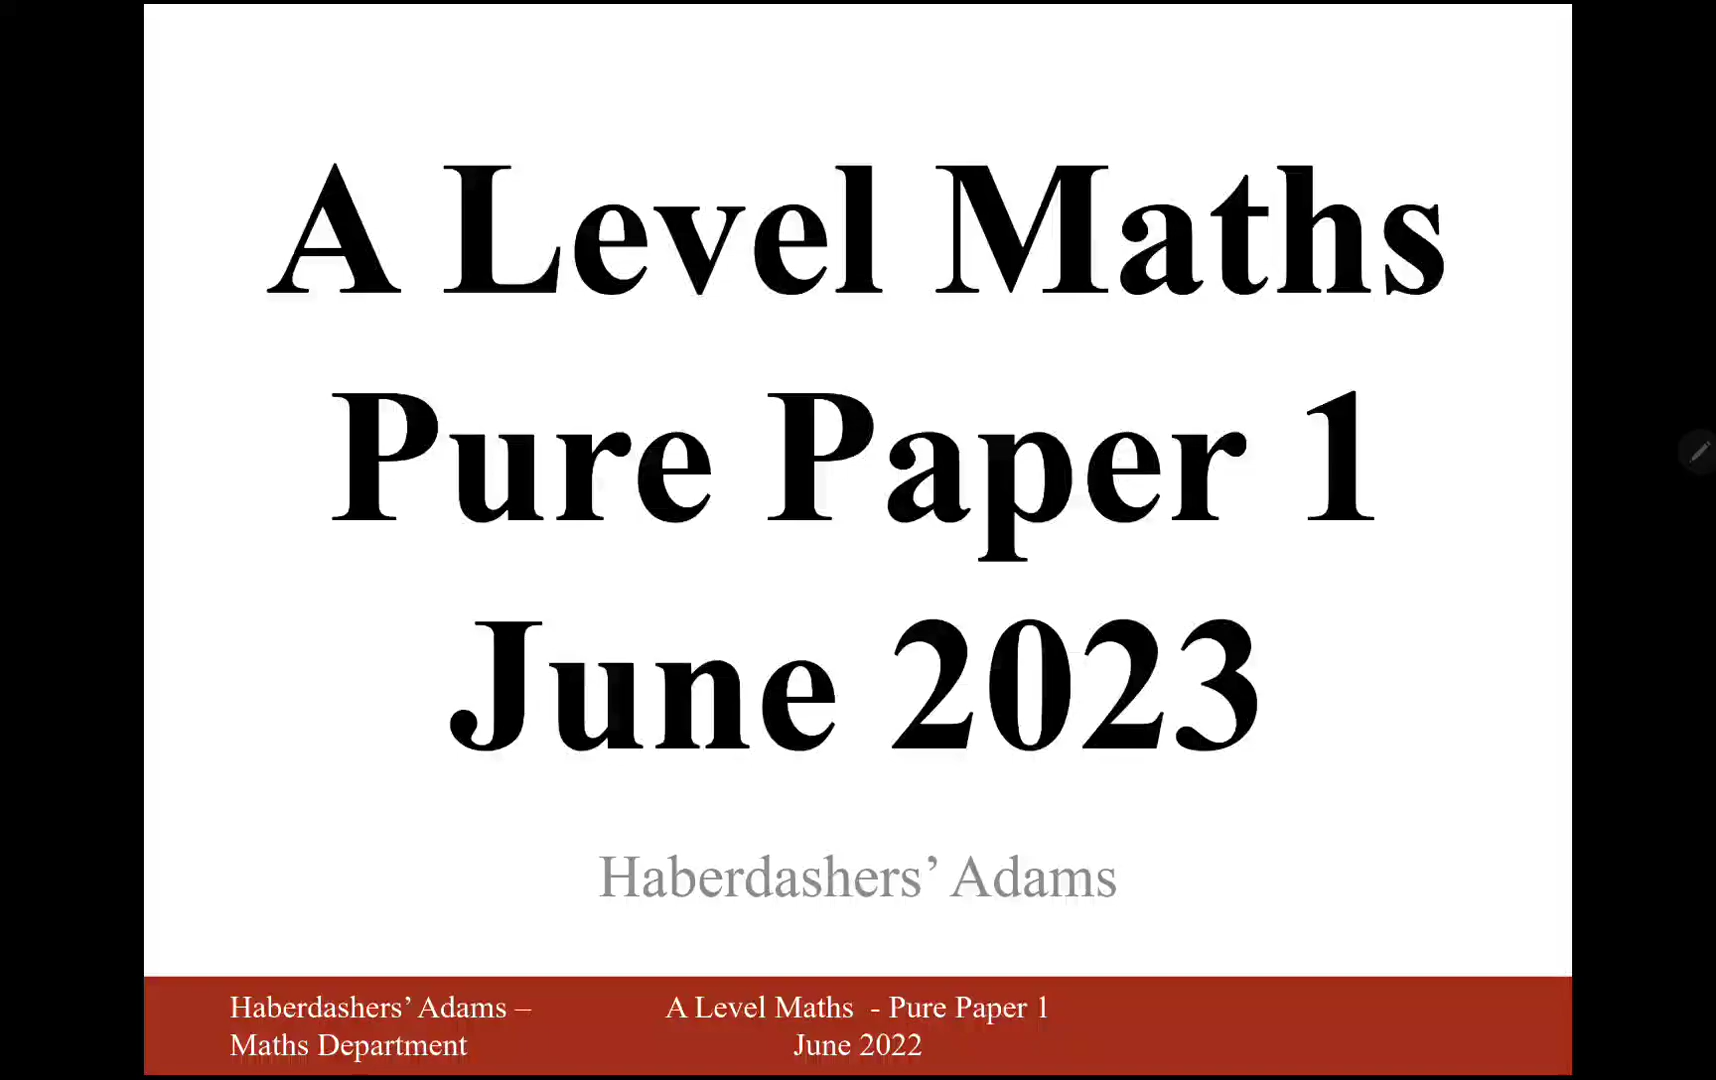 A Level Maths
Pure Paper 1
June 2023
Haberdashers’ Adams
Haberdashers’ Adams –
Maths Department
A Level Maths - Pure Paper 1
June 2022